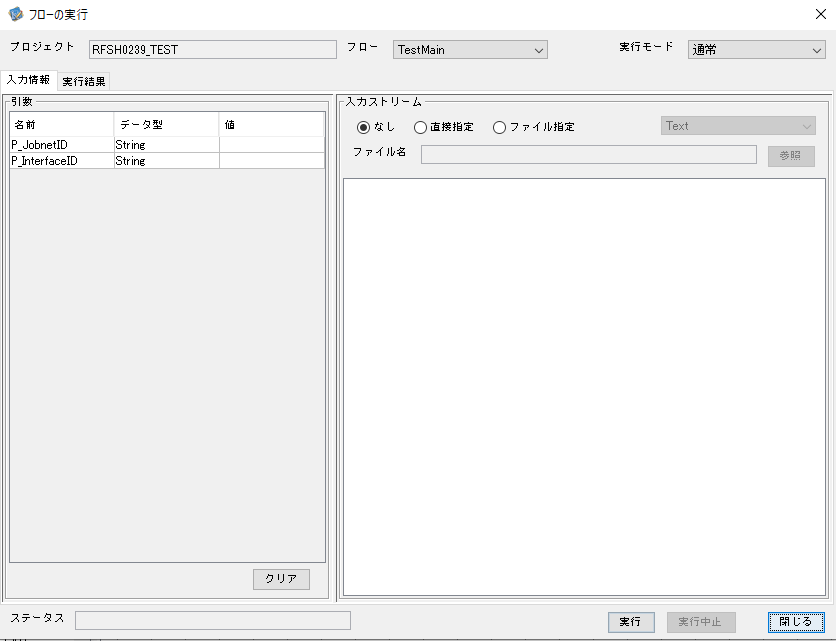 フローの実行
プロジェクト RFSH0239_TEST フロー TestMain 実行モード 通常
入力情報 実行結果
引数
名前 データ型 値
P_JobnetID String
P_InterfaceID String
クリア
入力ストリーム
なし 直接指定 ファイル指定 Text
ファイル名 参照
ステータス 実行 実行中止 閉じる